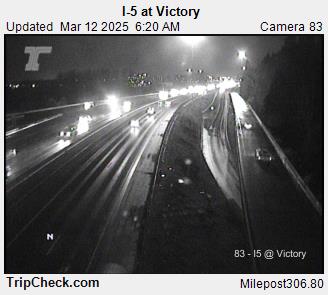 I-5 at Victory
Updated Mar 12 2025 6:20 AM Camera 83
T
N
83 - I5 @ Victory
TripCheck.com Milepost306.80